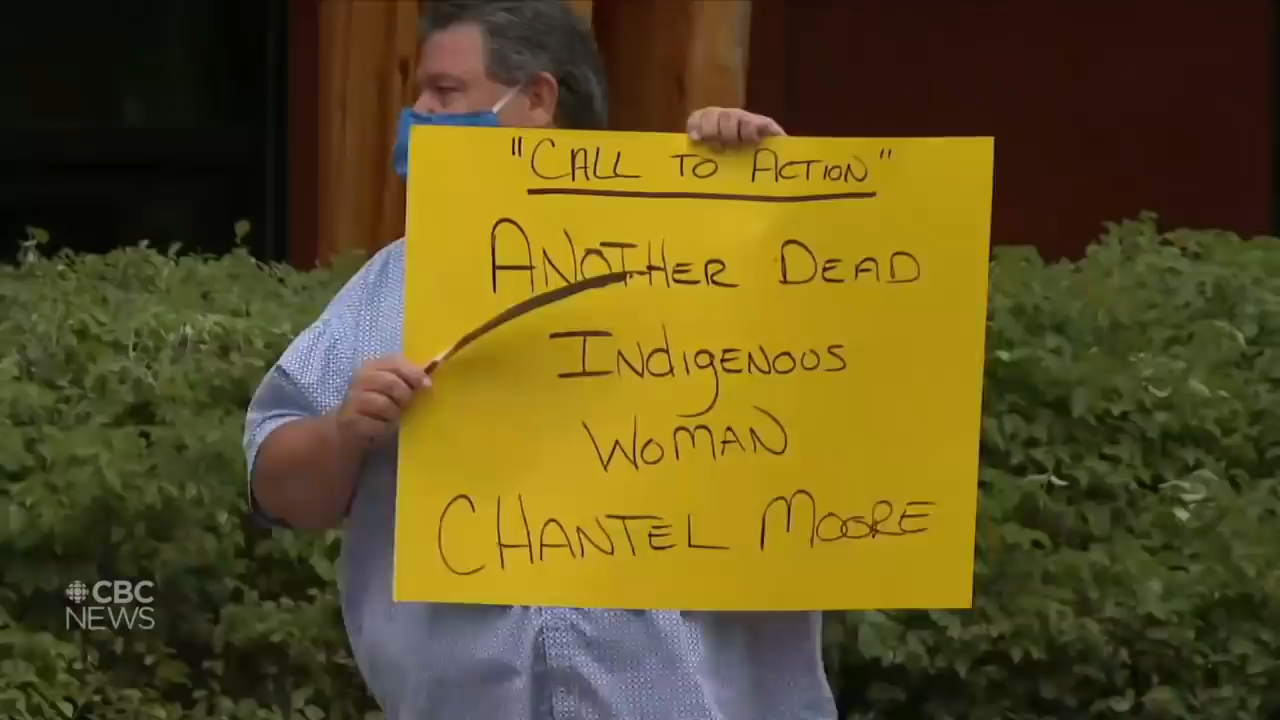 "CALL TO ACTION"
ANOTHER DEAD
INDIGENOUS
WOMAN
CHANTEL MOORE
CBC
NEWS